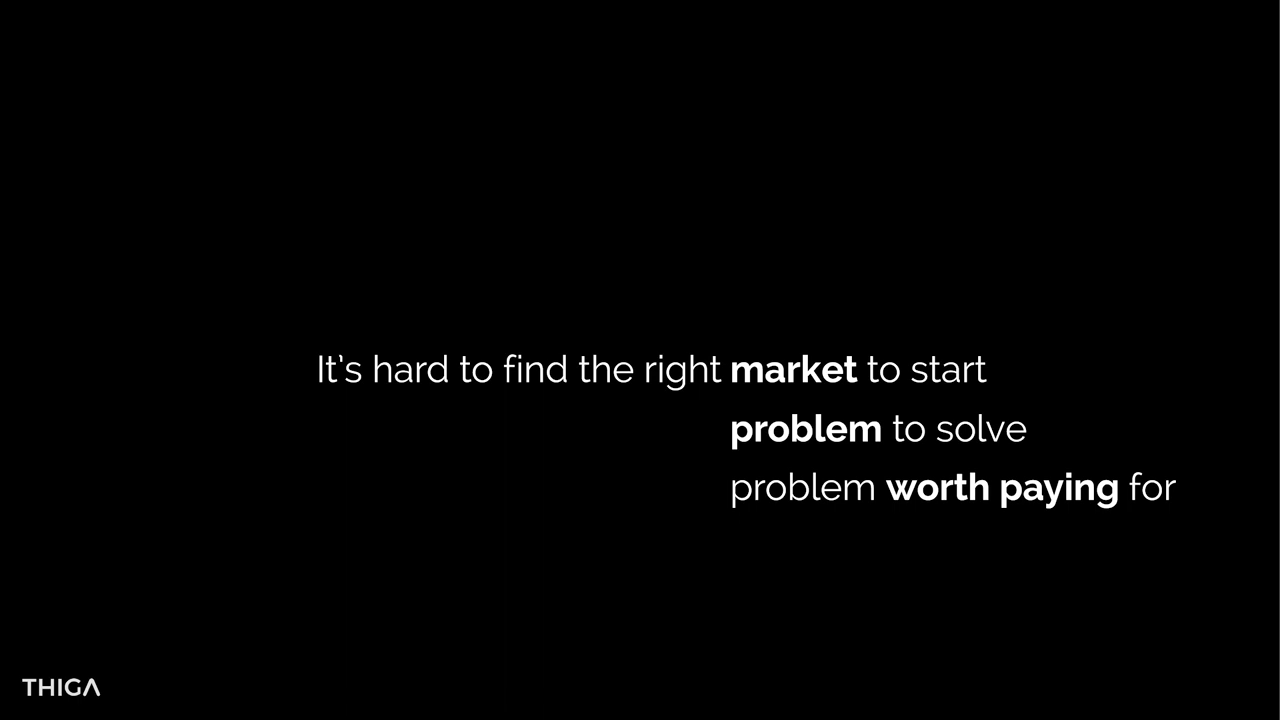 It's hard to find the right market to start
problem to solve
problem worth paying for
THIGA